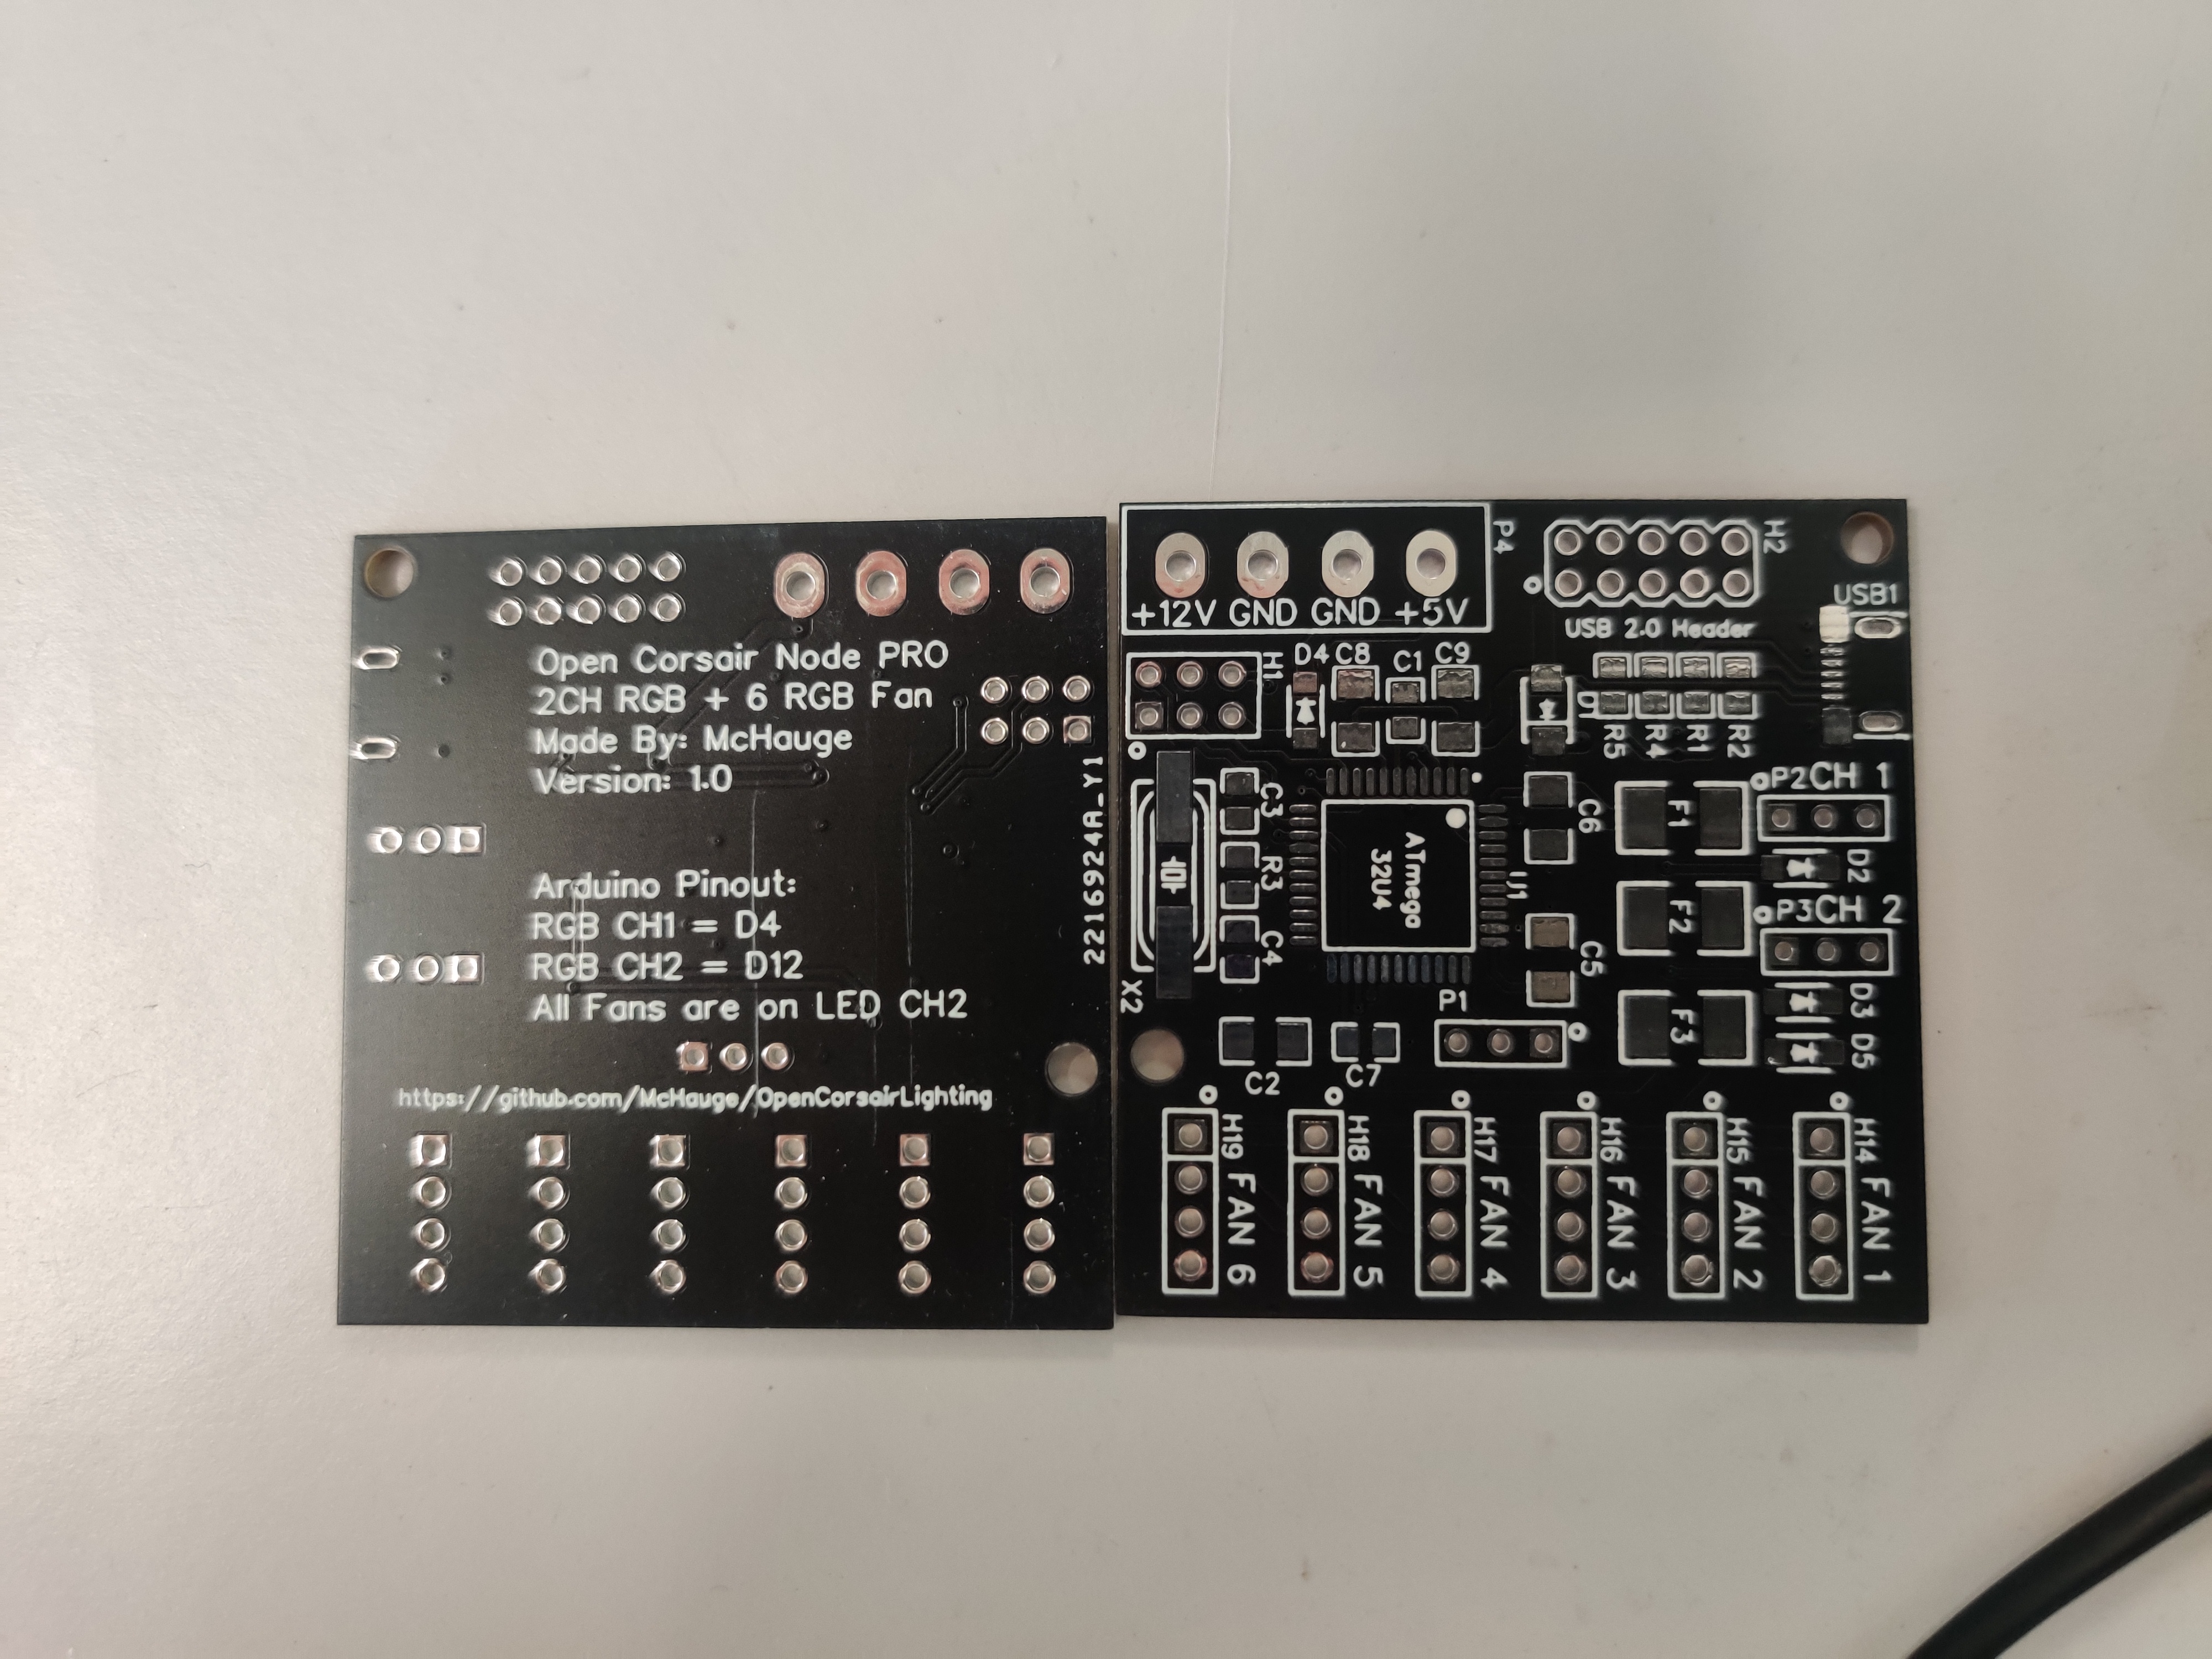 Open Corsair Node PRO
2CH RGB + 6 RGB Fan
Made By: McHauge
Version: 1.0
Arduino Pinout:
RGB CH1 = D4
RGB CH2 = D12
All Fans are on LED CH2
https://github.com/McHauge/OpenCorsairLighting
2216924A_Y1
+12V GND GND +5V
P4
H2
USB1
USB 2.0 Header
H1
D4 C8 C1 C9
D1
R5 R4 R1 R2
C3
R3
C4
X2
ATmega
32U4
U1
C6
C5
F1
F2
F3
P2 CH 1
D2
P3 CH 2
D3
D5
P1
C2 C7
H19 FAN 6
H18 FAN 5
H17 FAN 4
H16 FAN 3
H15 FAN 2
H14 FAN 1